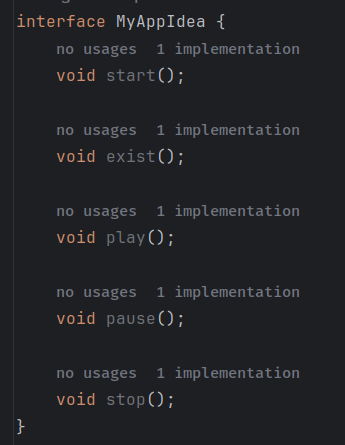 interface MyAppIdea {
no usages  1 implementation
void start();
no usages  1 implementation
void exist();
no usages  1 implementation
void play();
no usages  1 implementation
void pause();
no usages  1 implementation
void stop();
}